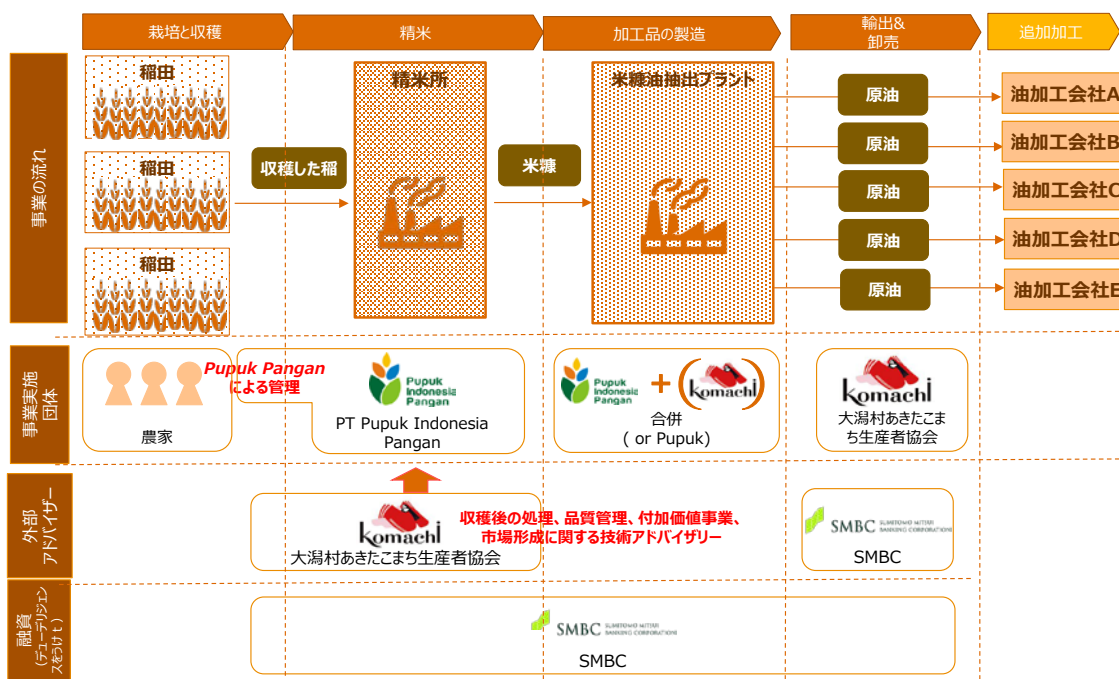 栽培と収穫
精米
加工品の製造
輸出&
卸売
追加加工
事業の流れ
稲田
稲田
稲田
収穫した稲
精米所
米糠
米糠油抽出プラント
原油
原油
原油
原油
原油
油加工会社A
油加工会社B
油加工会社C
油加工会社D
油加工会社E
事業実施
団体
農家
Pupuk Pangan
による管理
Pupuk
Indonesia
Pangan
PT Pupuk Indonesia
Pangan
Pupuk
Indonesia
Pangan
+
(Komachi)
合併
( or Pupuk)
Komachi
大潟村あきたこま
ち生産者協会
外部
アドバイザー
Komachi
大潟村あきたこまち生産者協会
収穫後の処理、品質管理、付加価値事業、
市場形成に関する技術アドバイザリー
SMBC
SUMITOMO MITSUI
BANKING CORPORATIONS
SMBC
融資
(デューデリジェン
スをうけｔ)
SMBC
SUMITOMO MITSUI
BANKING CORPORATIONS
SMBC